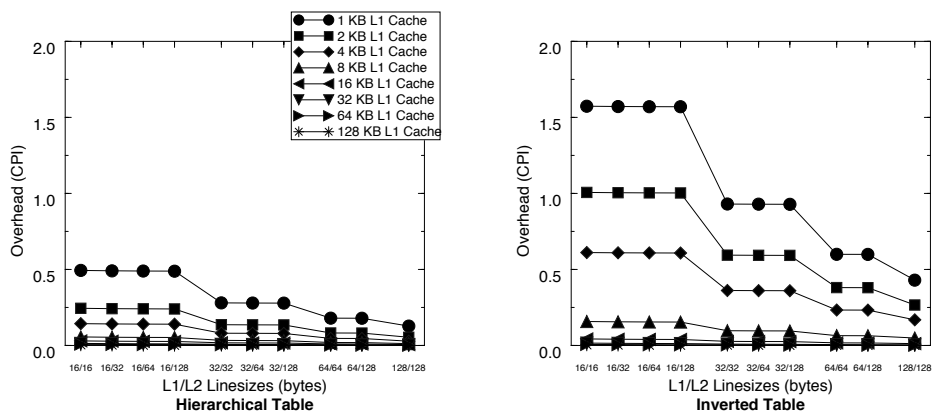 1 KB L1 Cache
2 KB L1 Cache
4 KB L1 Cache
8 KB L1 Cache
16 KB L1 Cache
32 KB L1 Cache
64 KB L1 Cache
128 KB L1 Cache
2.0
1.5
1.0
0.5
0.0
Overhead (CPI)
16/16 16/32 16/64 16/128 32/32 32/64 32/128 64/64 64/128 128/128
L1/L2 Linesizes (bytes)
Hierarchical Table
2.0
1.5
1.0
0.5
0.0
Overhead (CPI)
16/16 16/32 16/64 16/128 32/32 32/64 32/128 64/64 64/128 128/128
L1/L2 Linesizes (bytes)
Inverted Table